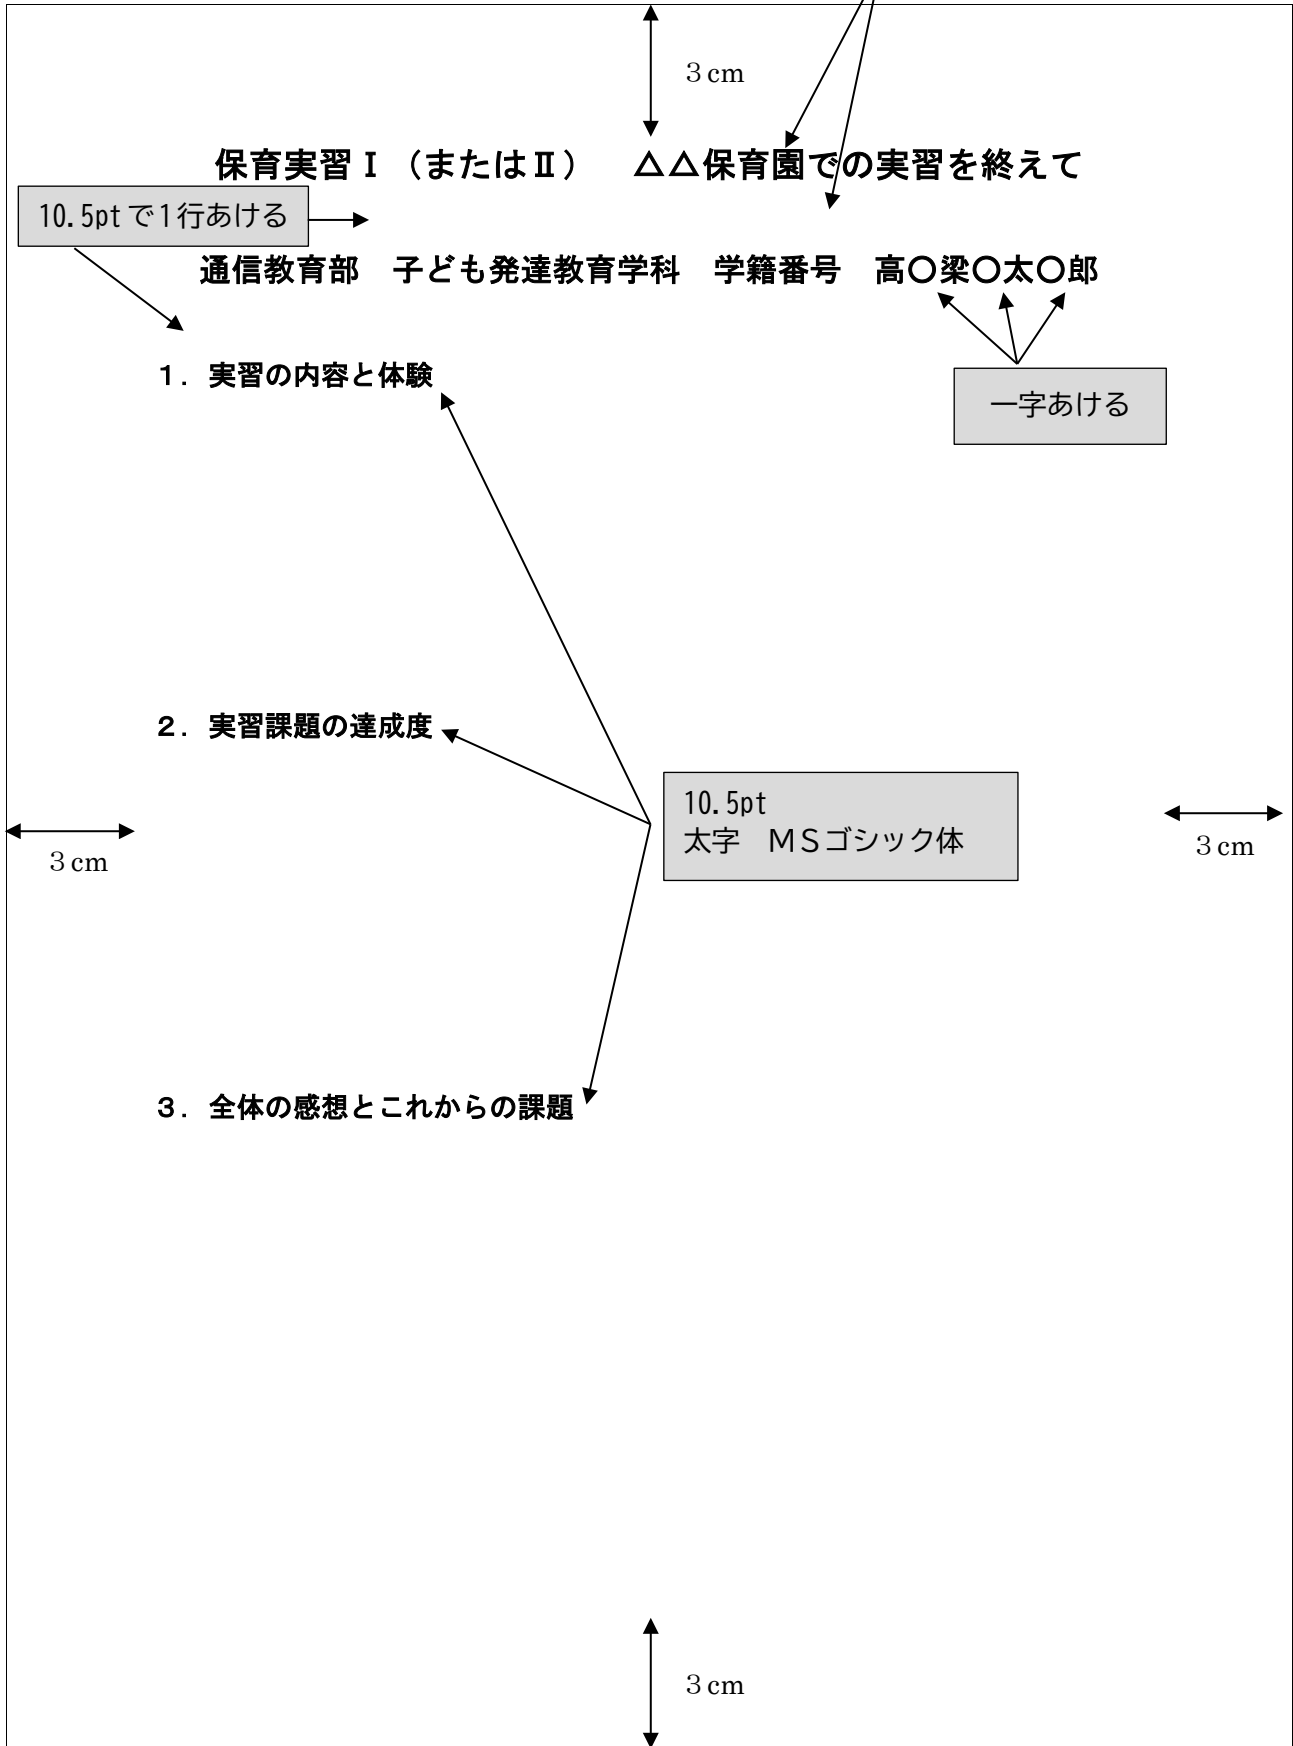 ３cm
保育実習Ⅰ（またはⅡ）　△△保育園での実習を終えて
10.5ptで1行あける
通信教育部　子ども発達教育学科　学籍番号　高〇梁〇太〇郎
１．実習の内容と体験
一字あける
２．実習課題の達成度
10.5pt
太字　ＭＳゴシック体
３cm
３cm
３．全体の感想とこれからの課題
３cm